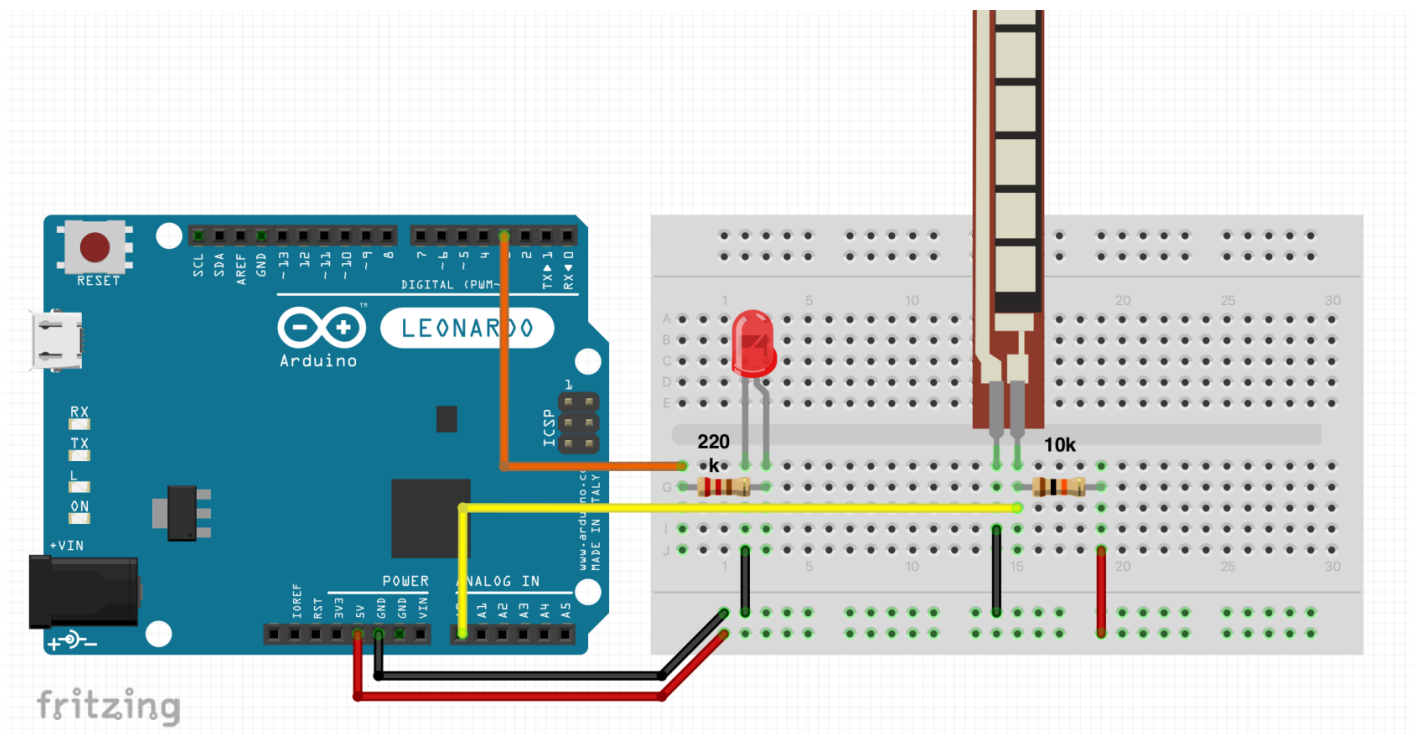 RESET
SCL
SDA
AREF
GND
~13
12
~11
~10
~9
8
7
~6
~5
4
2
TX▶ 1
RX◀ 0
DIGITAL (PWM~
TM
LEONARDO
Arduino
1
ICSP
RX
TX
L
ON
+VIN
www.arduino.cc
MADE IN ITALY
POWER
ANALOG IN
IOREF
RST
3V3
5V
GND
GND
VIN
A1
A2
A3
A4
A5
1 5 10 20 25 30
A
B
C
D
E
220
k
10k
G
I
J
1 5 10 15 20 25 30
fritzing